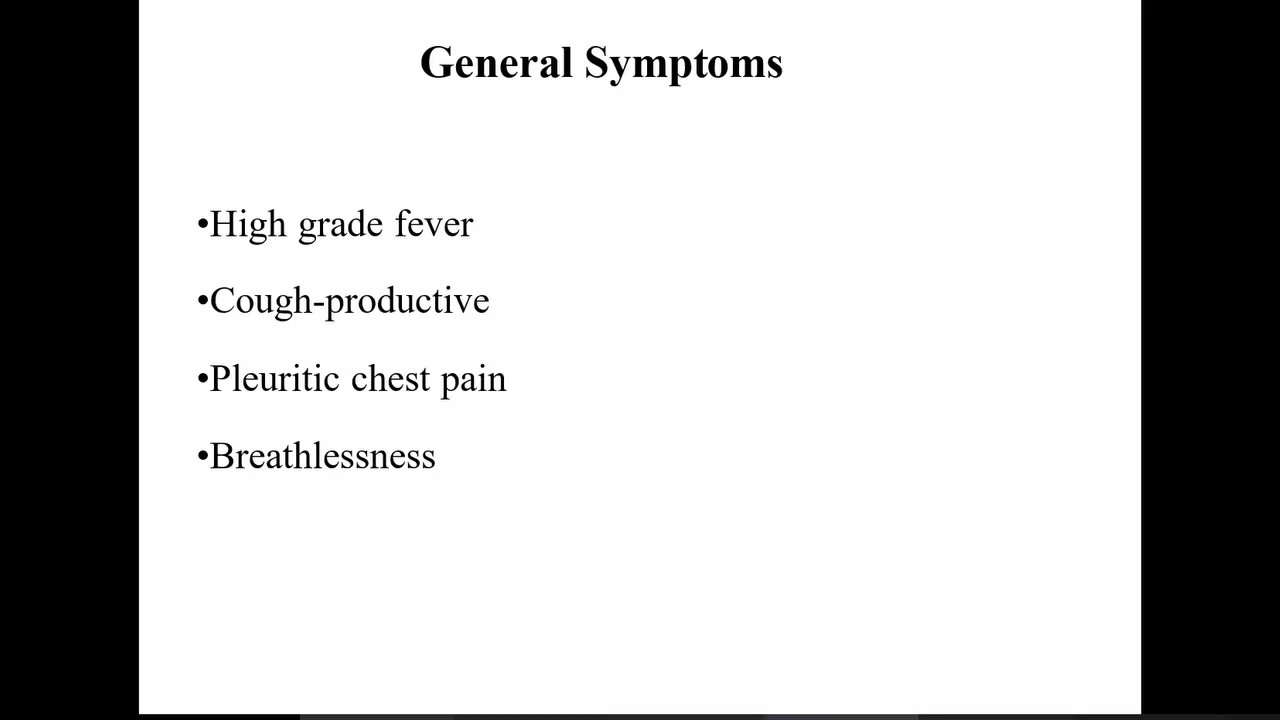 General Symptoms
•High grade fever
•Cough-productive
•Pleuritic chest pain
•Breathlessness